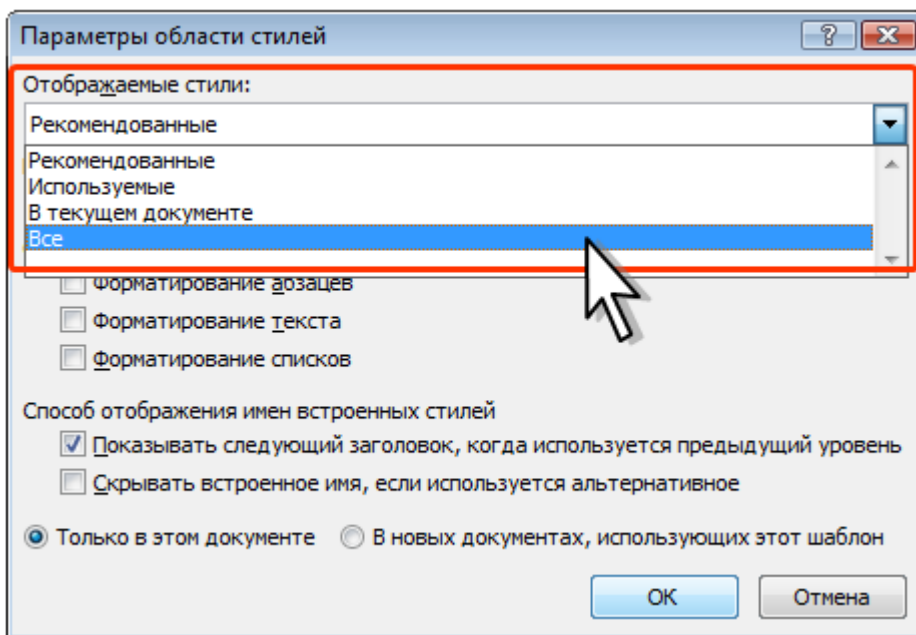 Параметры области стилей
Отображаемые стили:
Рекомендованные
Рекомендованные
Используемые
В текущем документе
Все
Форматирование абзацев
Форматирование текста
Форматирование списков
Способ отображения имен встроенных стилей
Показывать следующий заголовок, когда используется предыдущий уровень
Скрывать встроенное имя, если используется альтернативное
Только в этом документе В новых документах, использующих этот шаблон
ОК Отмена